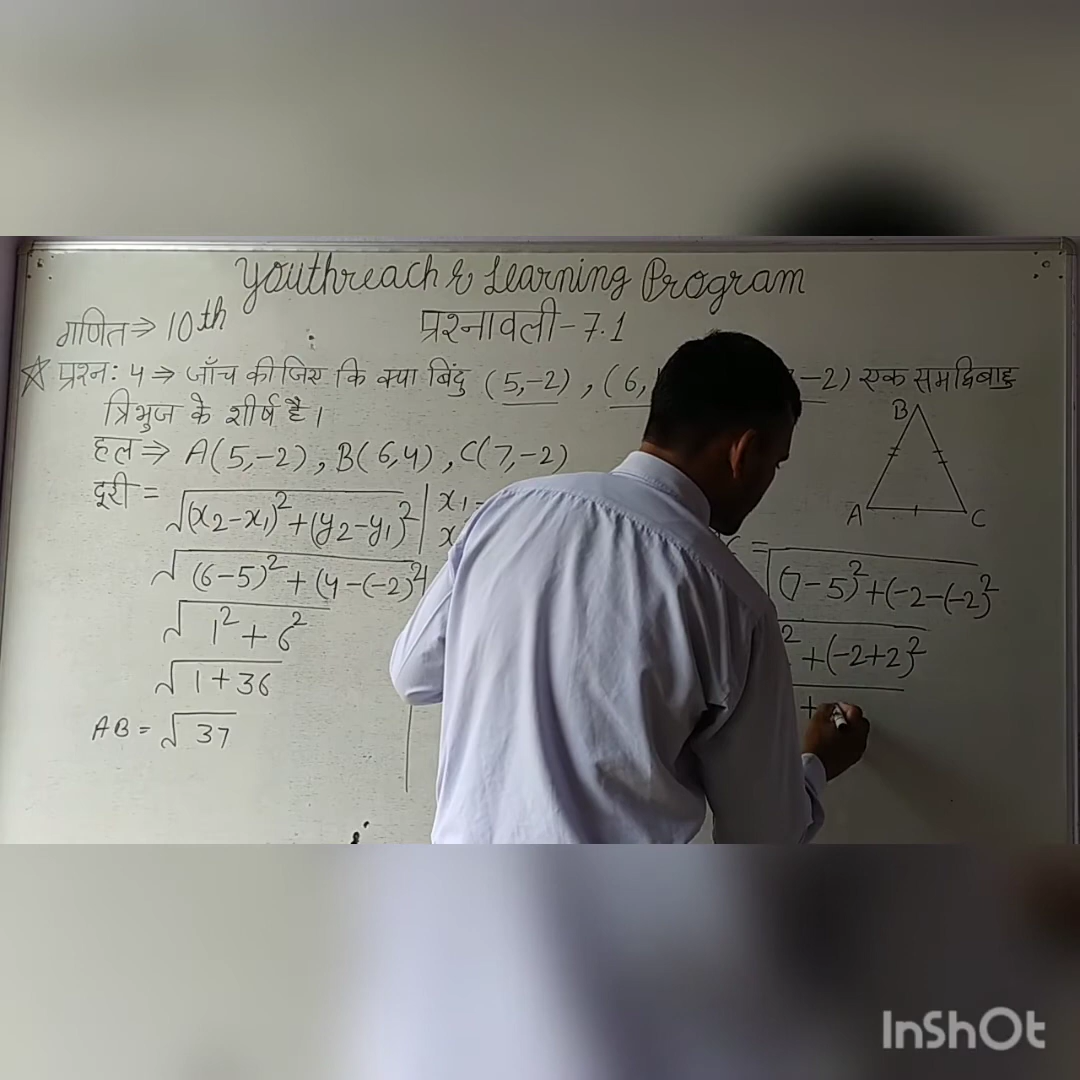 Youthreach & Learning Program
गणित⇒ 10th
प्रश्नावली-7.1
प्रश्न: 4 ⇒ जाँच कीजिए कि क्या बिंदु (5,-2), (6, -2) एक समद्विबाहु
त्रिभुज के शीर्ष है।
हल ⇒ A(5,-2), B(6,4), C(7,-2)
दूरी = √(x2-x1)²+(y2-y1)² x1
√(6-5)²+(4-(-2)²
√1²+6²
√1+36
AB = √37
= √(7-5)²+(-2-(-2)²
²+(-2+2)²
+
B
A
C
InShOt